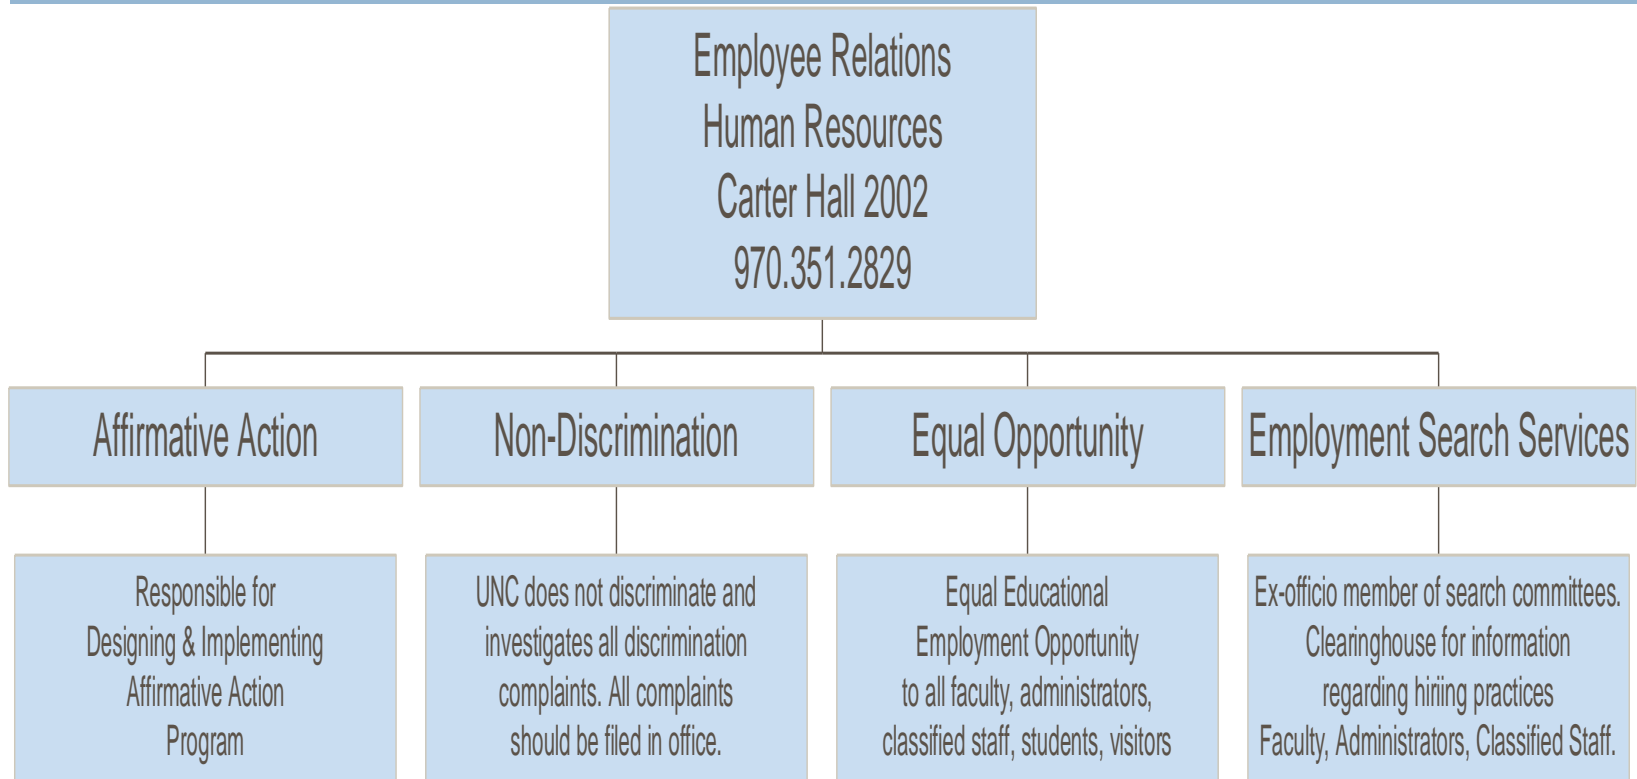 Employee Relations
Human Resources
Carter Hall 2002
970.351.2829
Affirmative Action
Non-Discrimination
Equal Opportunity
Employment Search Services
Responsible for
Designing & Implementing
Affirmative Action
Program
UNC does not discriminate and
investigates all discrimination
complaints. All complaints
should be filed in office.
Equal Educational
Employment Opportunity
to all faculty, administrators,
classified staff, students, visitors
Ex-officio member of search committees.
Clearinghouse for information
regarding hiriing practices
Faculty, Administrators, Classified Staff.